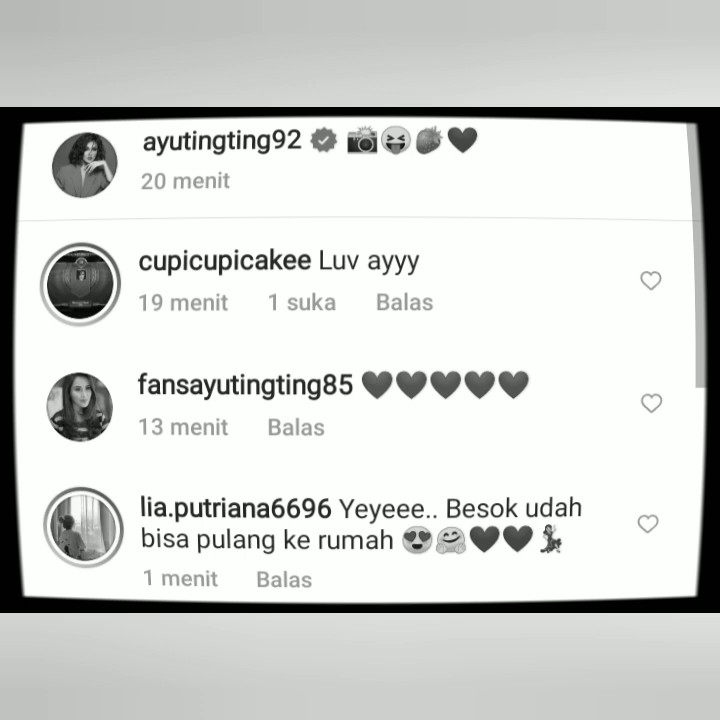 ayutingting92 📷😝🍓🖤
20 menit
cupicupicakee Luv ayyy
19 menit 1 suka Balas
fansayutingting85 🖤🖤🖤🖤🖤
13 menit Balas
lia.putriana6696 Yeyeee.. Besok udah
bisa pulang ke rumah 😍🤗🖤🖤💃
1 menit Balas